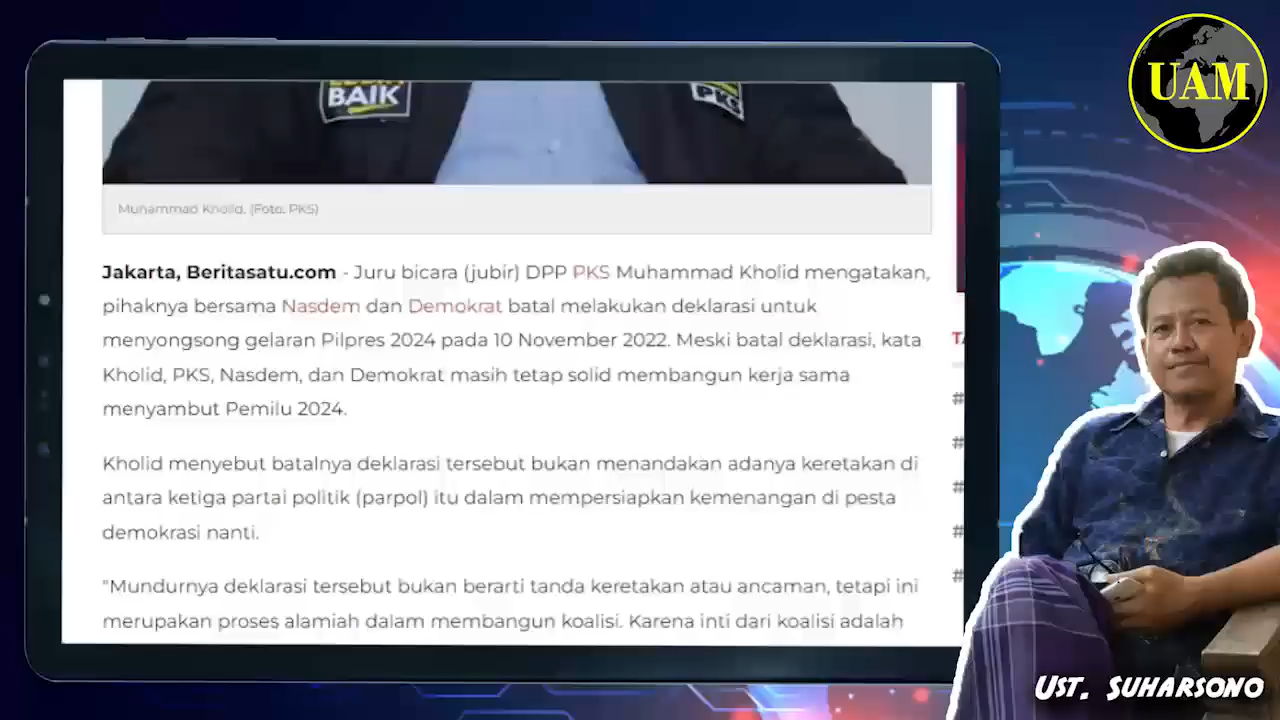 UAM
BAIK
PKS
Muhammad Kholid. (Foto. PKS)
Jakarta, Beritasatu.com - Juru bicara (jubir) DPP PKS Muhammad Kholid mengatakan,
pihaknya bersama Nasdem dan Demokrat batal melakukan deklarasi untuk
menyongsong gelaran Pilpres 2024 pada 10 November 2022. Meski batal deklarasi, kata
Kholid, PKS, Nasdem, dan Demokrat masih tetap solid membangun kerja sama
menyambut Pemilu 2024.
Kholid menyebut batalnya deklarasi tersebut bukan menandakan adanya keretakan di
antara ketiga partai politik (parpol) itu dalam mempersiapkan kemenangan di pesta
demokrasi nanti.
"Mundurnya deklarasi tersebut bukan berarti tanda keretakan atau ancaman, tetapi ini
merupakan proses alamiah dalam membangun koalisi. Karena inti dari koalisi adalah
#
#
#
#
#
UST. SUHARSONO